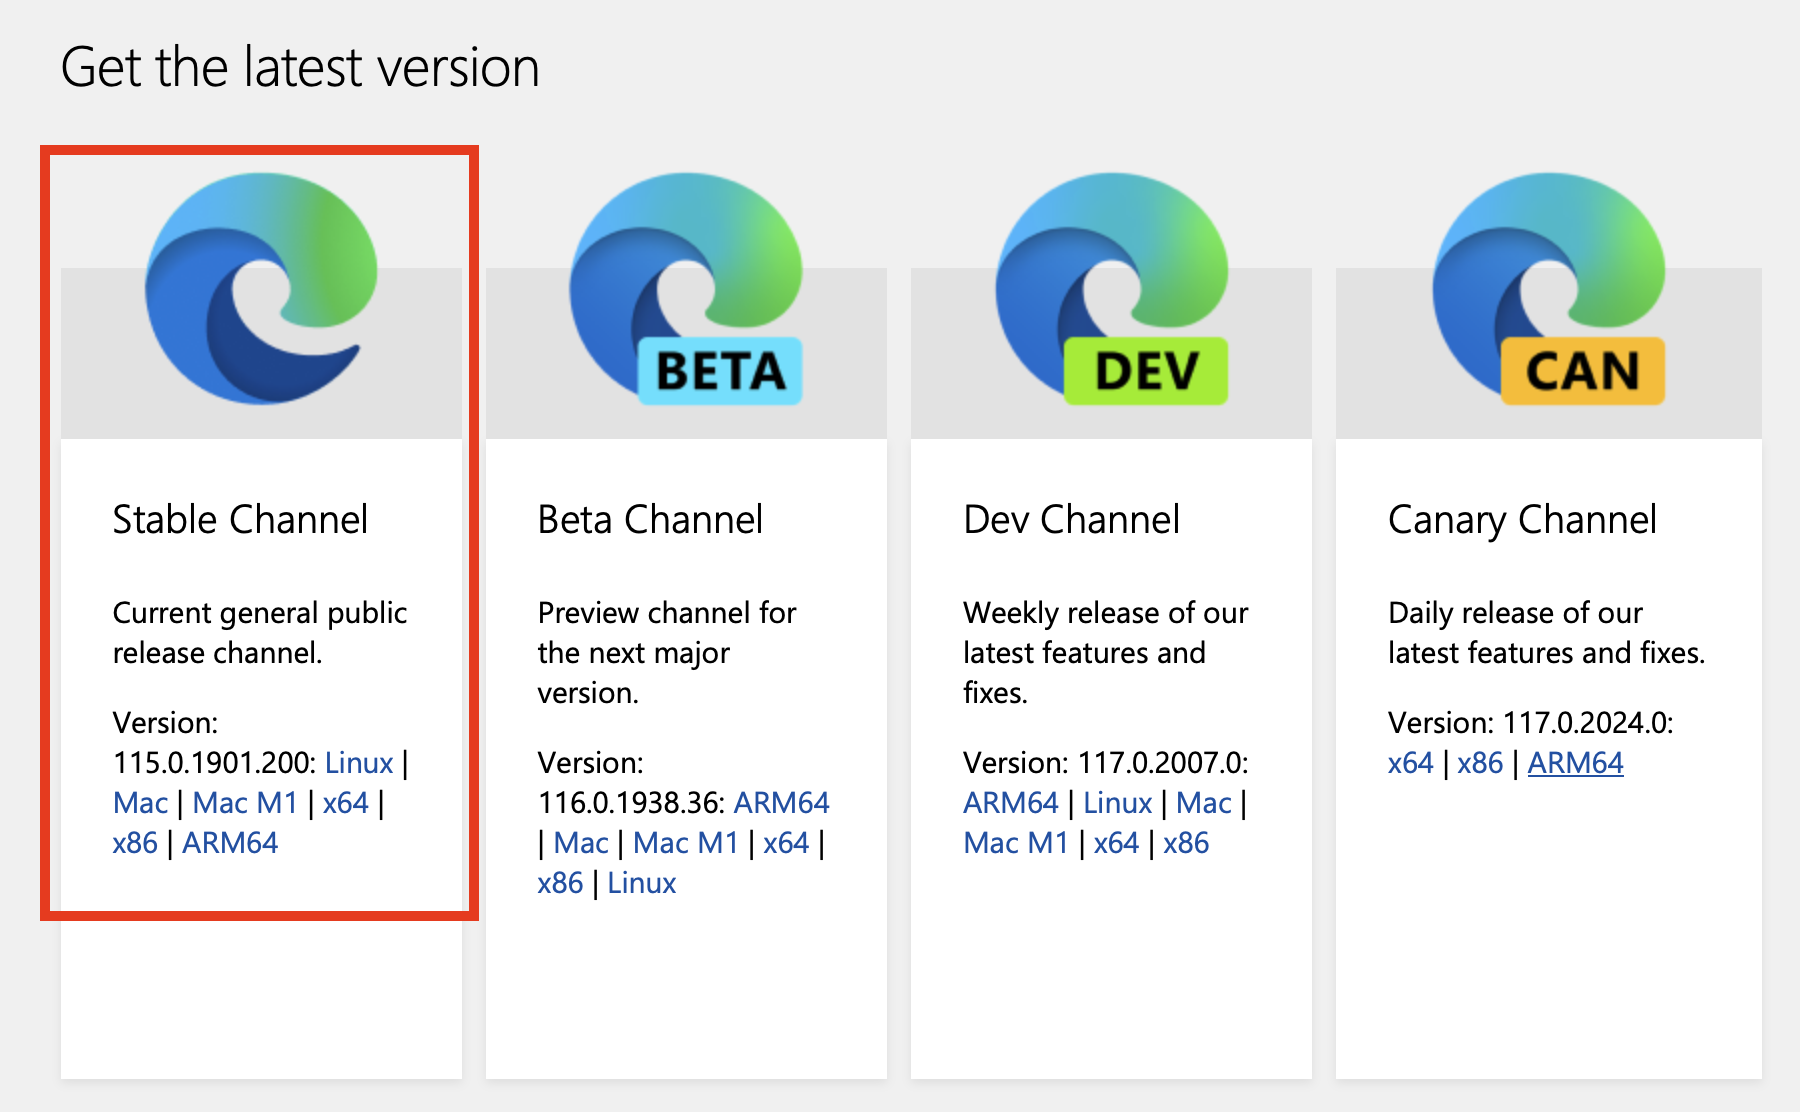 Get the latest version
Stable Channel
Current general public
release channel.
Version:
115.0.1901.200: Linux |
Mac | Mac M1 | x64 |
x86 | ARM64
BETA
Beta Channel
Preview channel for
the next major
version.
Version:
116.0.1938.36: ARM64
| Mac | Mac M1 | x64 |
x86 | Linux
DEV
Dev Channel
Weekly release of our
latest features and
fixes.
Version: 117.0.2007.0:
ARM64 | Linux | Mac |
Mac M1 | x64 | x86
CAN
Canary Channel
Daily release of our
latest features and fixes.
Version: 117.0.2024.0:
x64 | x86 | ARM64